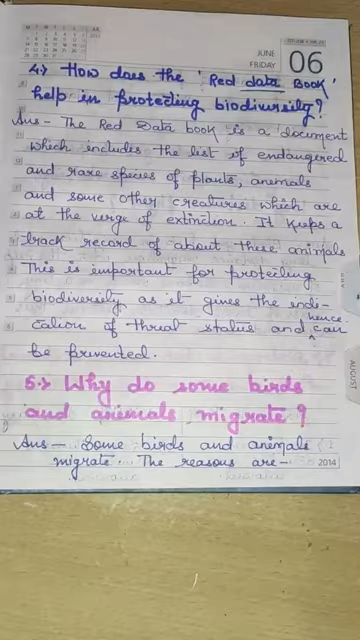 JUNE
FRIDAY 06
4.) How does the 'Red data Book'
help in protecting biodiversity?
Ans - The Red Data book is a document
which includes the list of endangered
and rare species of plants, animals
and some other creatures which are
at the verge of extinction. It keeps a
track record of about these animals
This is important for protecting
biodiversity as it gives the indi-
cation of threat status and hence can
be prevented.
5.) Why do some birds
and animals migrate?
Ans - Some birds and animals
migrate. The reasons are-
AUGUST
2014